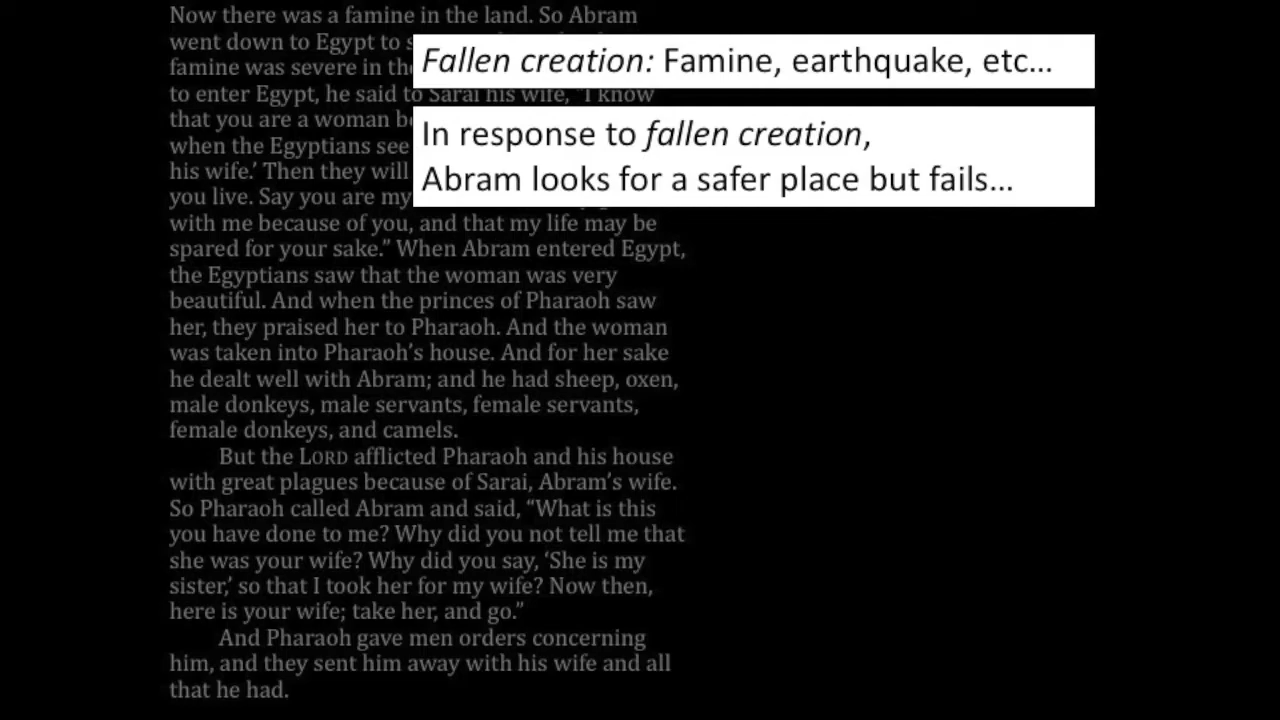 Now there was a famine in the land. So Abram
went down to Egypt to
famine was severe in
to enter Egypt, he said to Sarai his wife, “I know
that you are a woman
when the Egyptians see
his wife.’ Then they will
you live. Say you are my
with me because of you, and that my life may be
spared for your sake.” When Abram entered Egypt,
the Egyptians saw that the woman was very
beautiful. And when the princes of Pharaoh saw
her, they praised her to Pharaoh. And the woman
was taken into Pharaoh’s house. And for her sake
he dealt well with Abram; and he had sheep, oxen,
male donkeys, male servants, female servants,
female donkeys, and camels.
But the LORD afflicted Pharaoh and his house
with great plagues because of Sarai, Abram’s wife.
So Pharaoh called Abram and said, “What is this
you have done to me? Why did you not tell me that
she was your wife? Why did you say, ‘She is my
sister,’ so that I took her for my wife? Now then,
here is your wife; take her, and go.”
And Pharaoh gave men orders concerning
him, and they sent him away with his wife and all
that he had.
Fallen creation: Famine, earthquake, etc...
In response to fallen creation,
Abram looks for a safer place but fails...